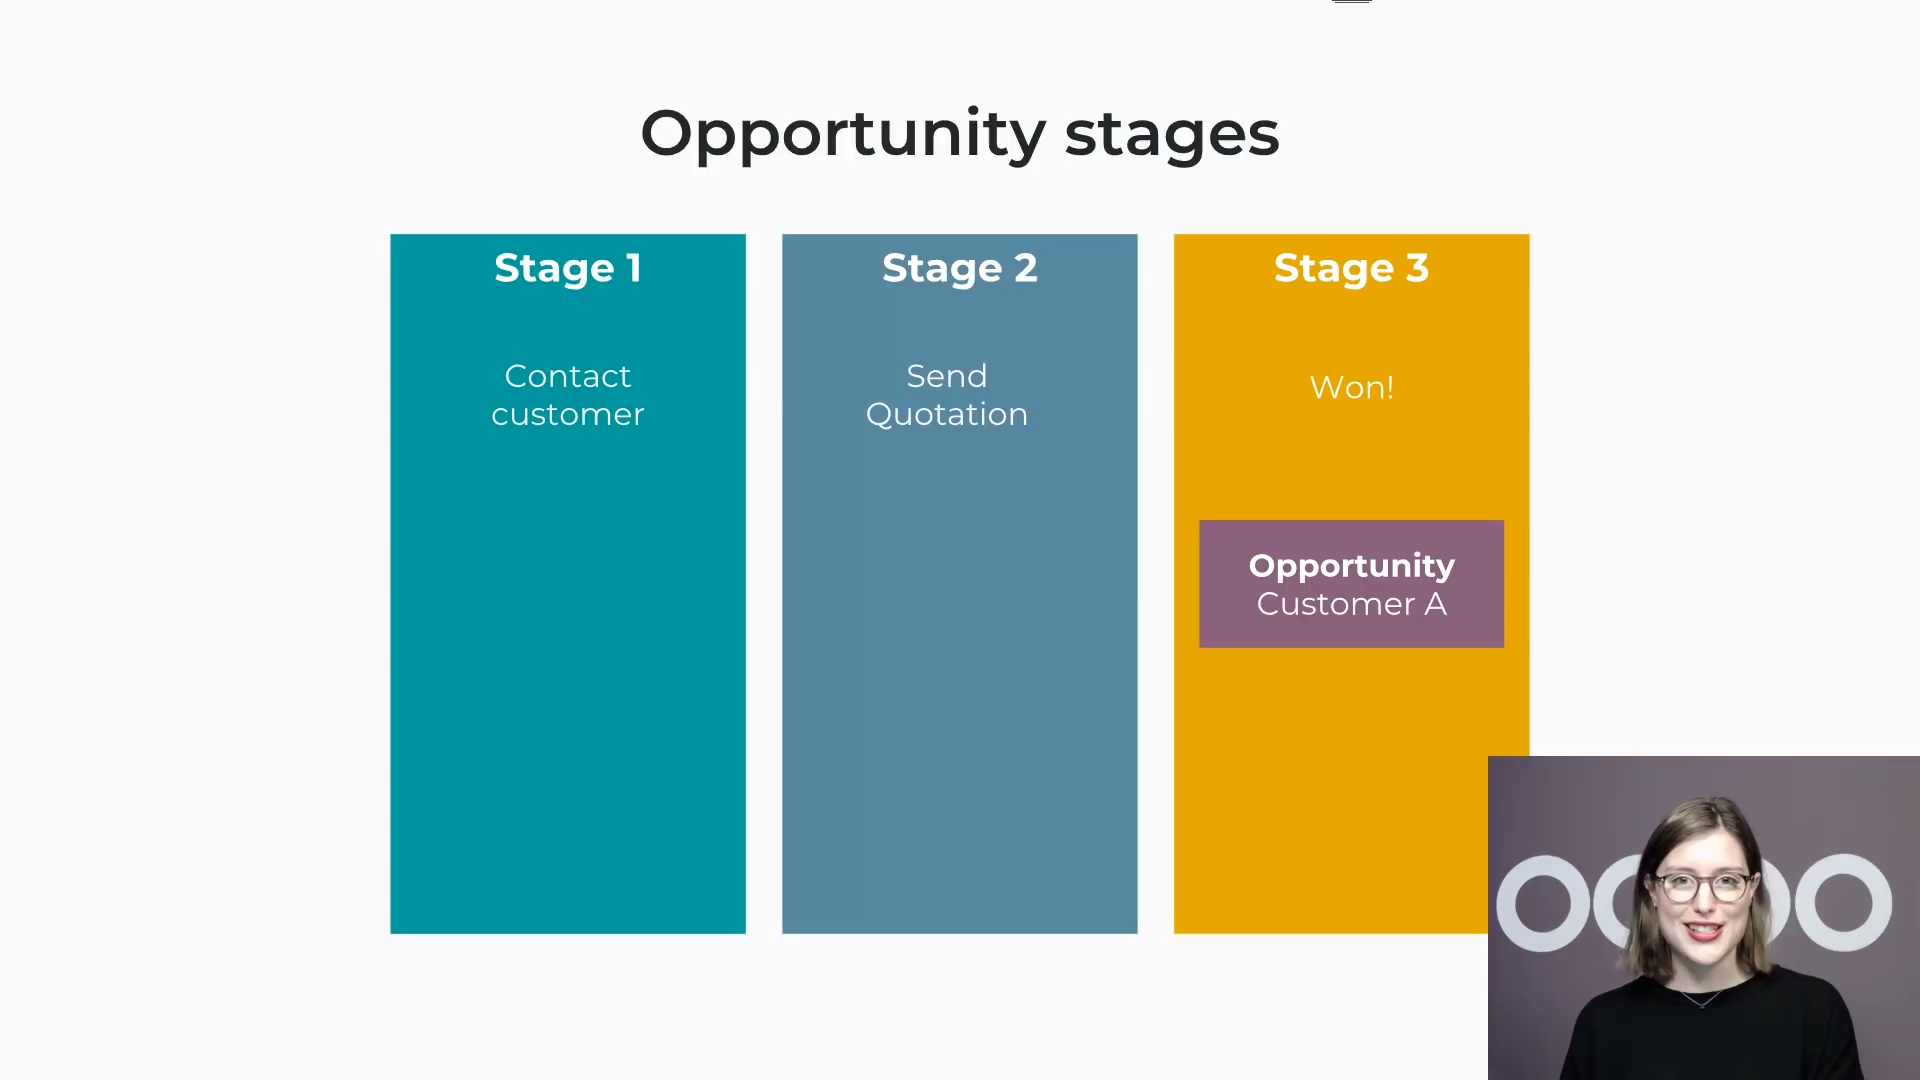 Opportunity stages
Stage 1
Contact
customer
Stage 2
Send
Quotation
Stage 3
Won!
Opportunity
Customer A